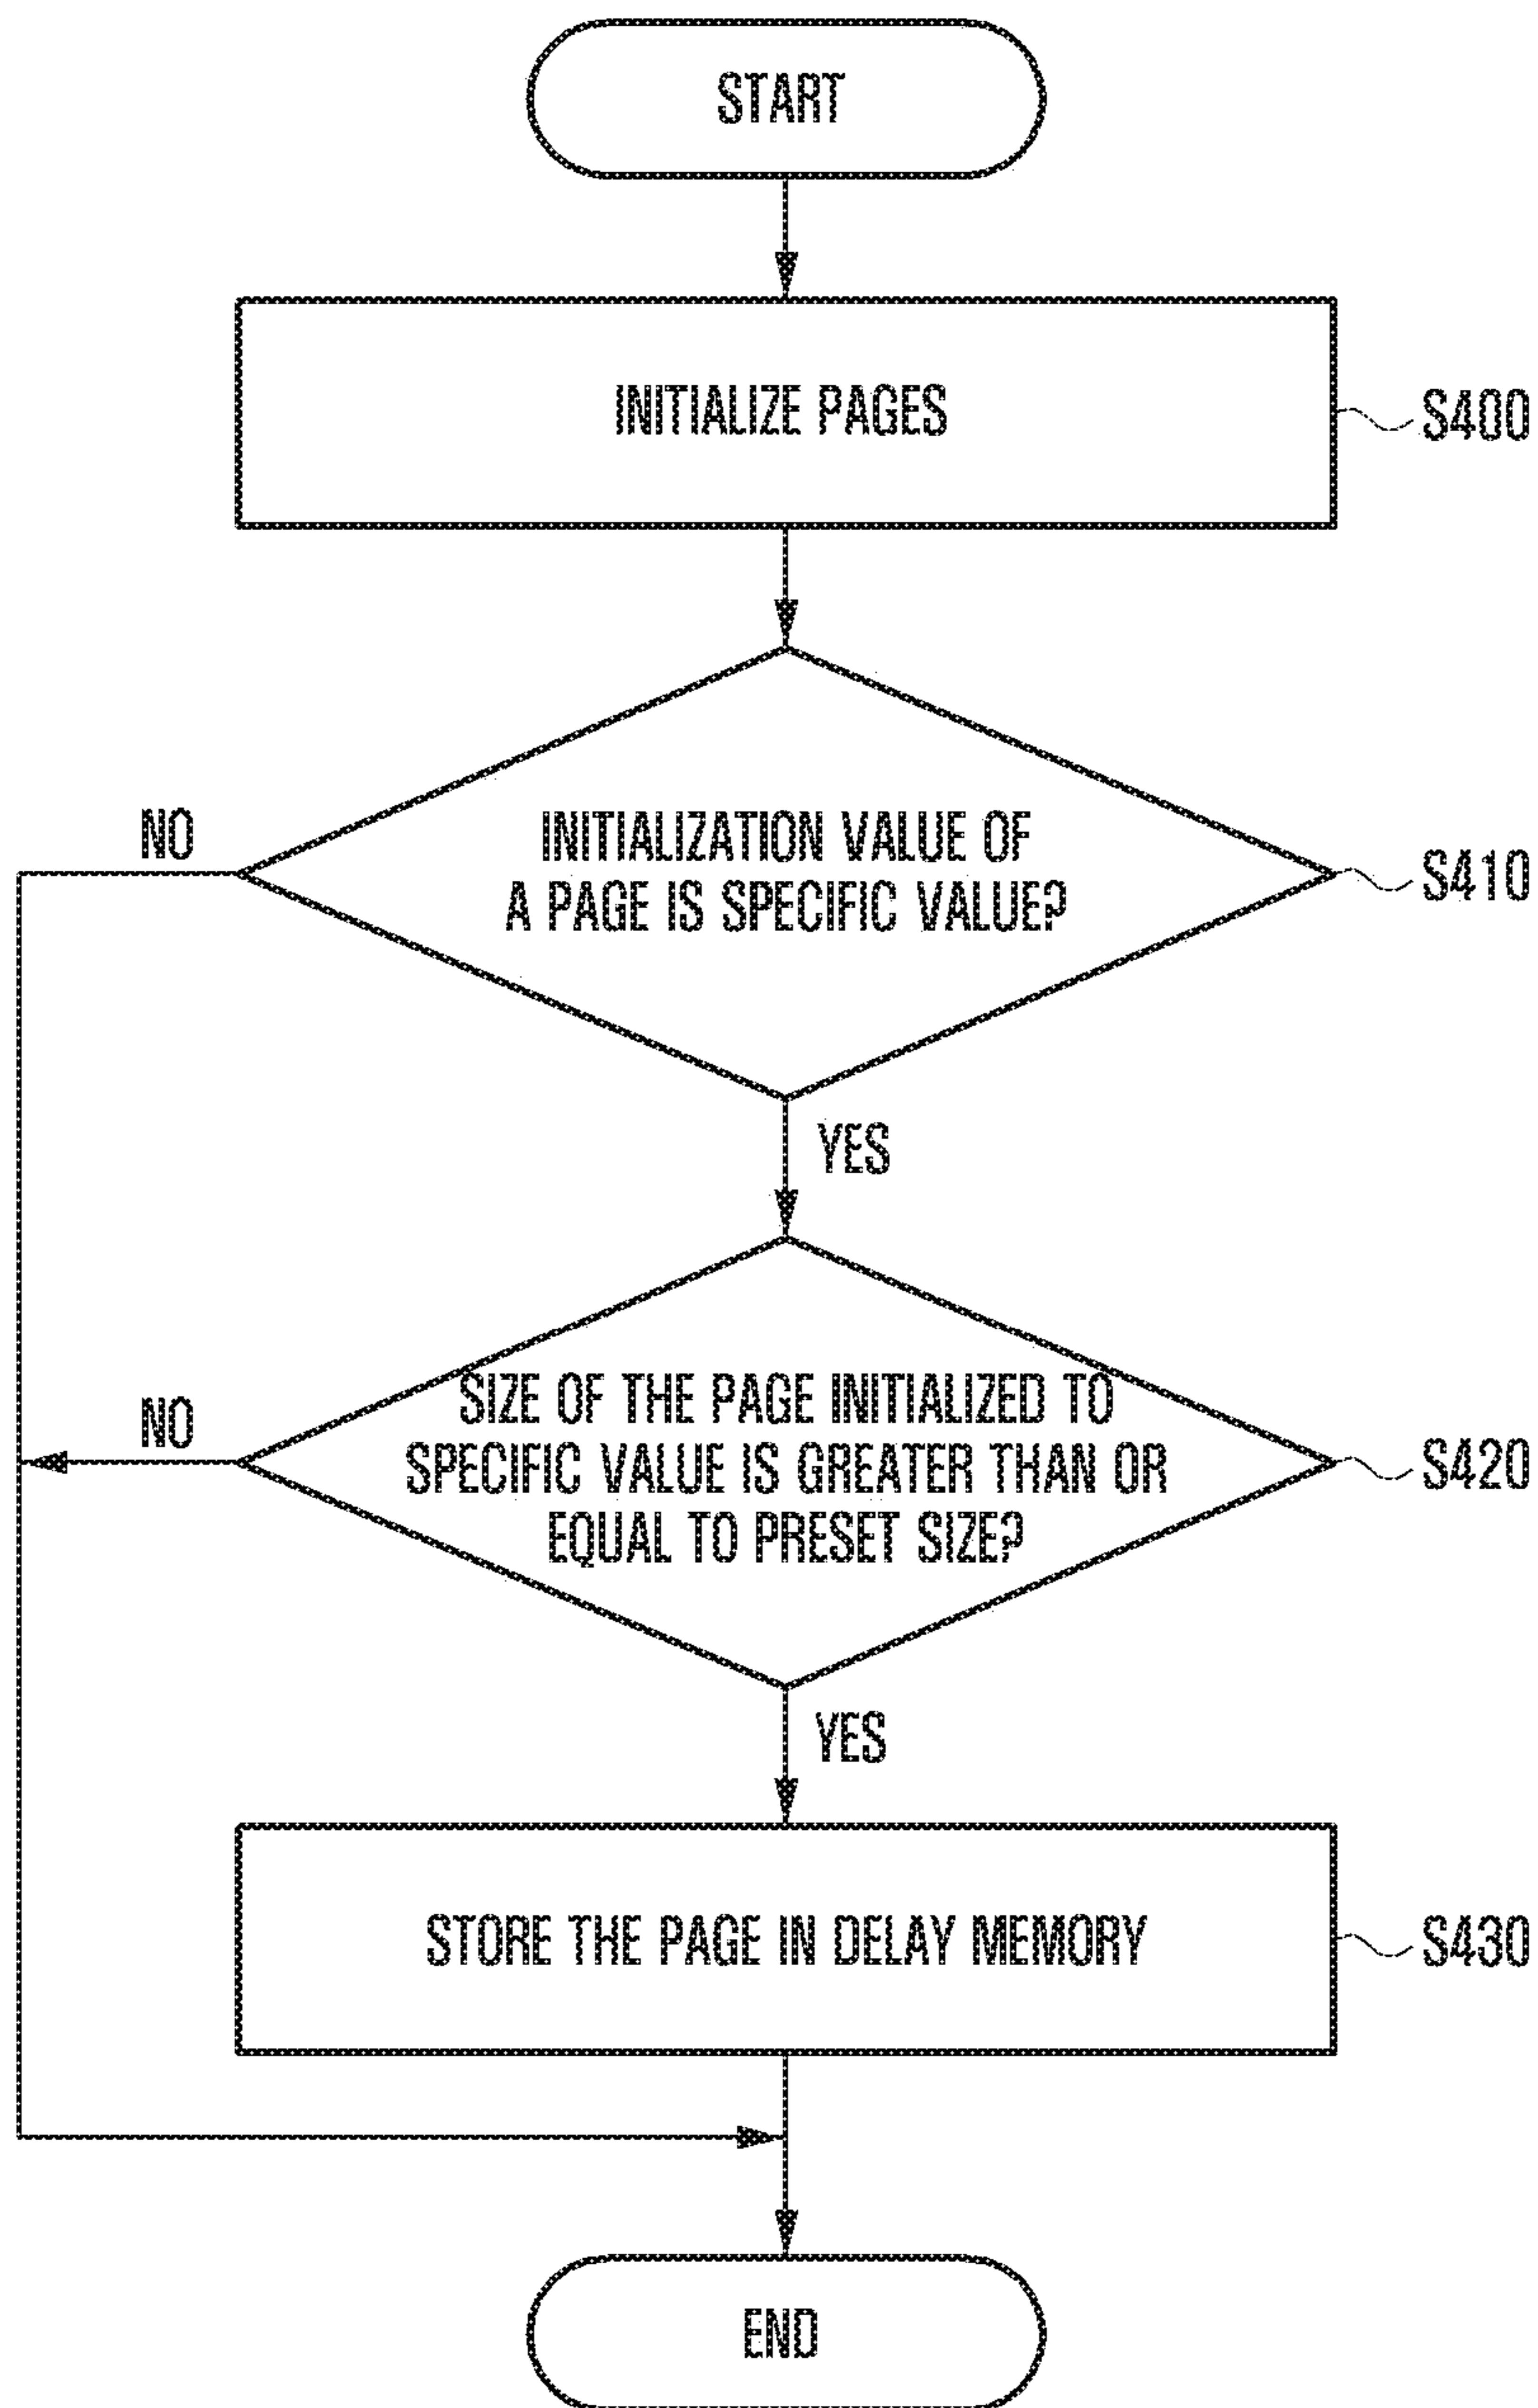 START
INITIALIZE PAGES
S400
NO
INITIALIZATION VALUE OF
A PAGE IS SPECIFIC VALUE?
S410
YES
NO
SIZE OF THE PAGE INITIALIZED TO
SPECIFIC VALUE IS GREATER THAN OR
EQUAL TO PRESET SIZE?
S420
YES
STORE THE PAGE IN DELAY MEMORY
S430
END